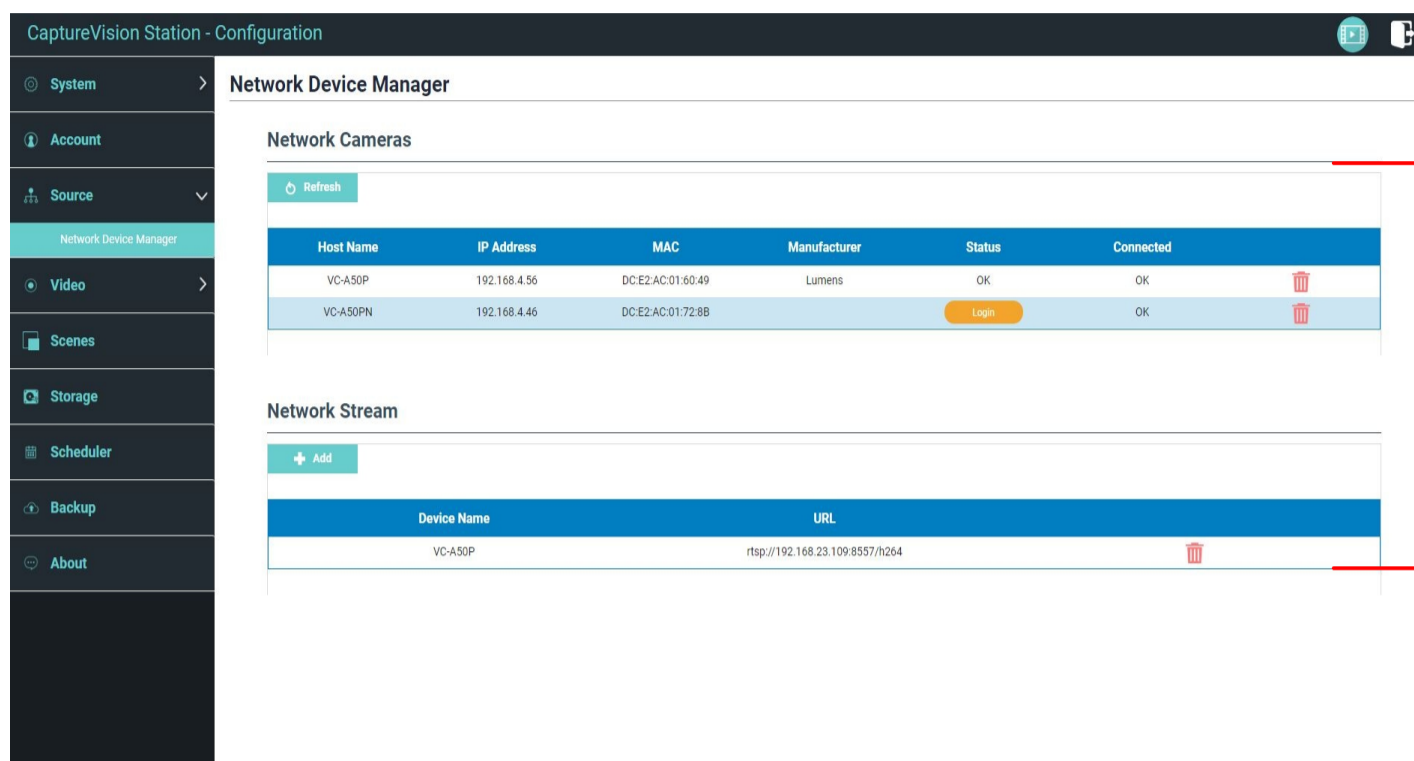 CaptureVision Station - Configuration
System
Account
Source
Network Device Manager
Video
Scenes
Storage
Scheduler
Backup
About
Network Device Manager
Network Cameras
Refresh
Host Name IP Address MAC Manufacturer Status Connected
VC-A50P 192.168.4.56 DC:E2:AC:01:60:49 Lumens OK OK
VC-A50PN 192.168.4.46 DC:E2:AC:01:72:8B Login OK
Network Stream
Add
Device Name URL
VC-A50P rtsp://192.168.23.109:8557/h264